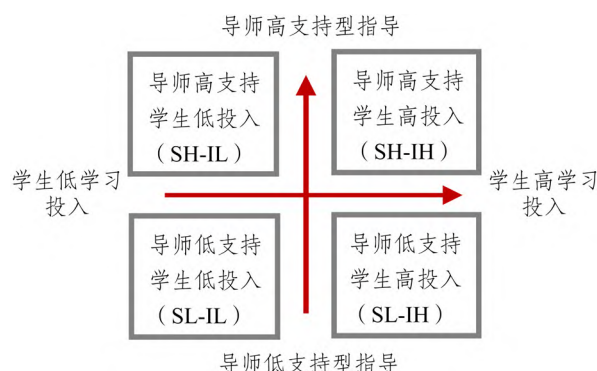 导师高支持型指导
导师高支持
学生低投入
（SH-IL）
导师高支持
学生高投入
（SH-IH）
学生低学习
投入
学生高学习
投入
导师低支持
学生低投入
（SL-IL）
导师低支持
学生高投入
（SL-IH）
导师低支持型指导